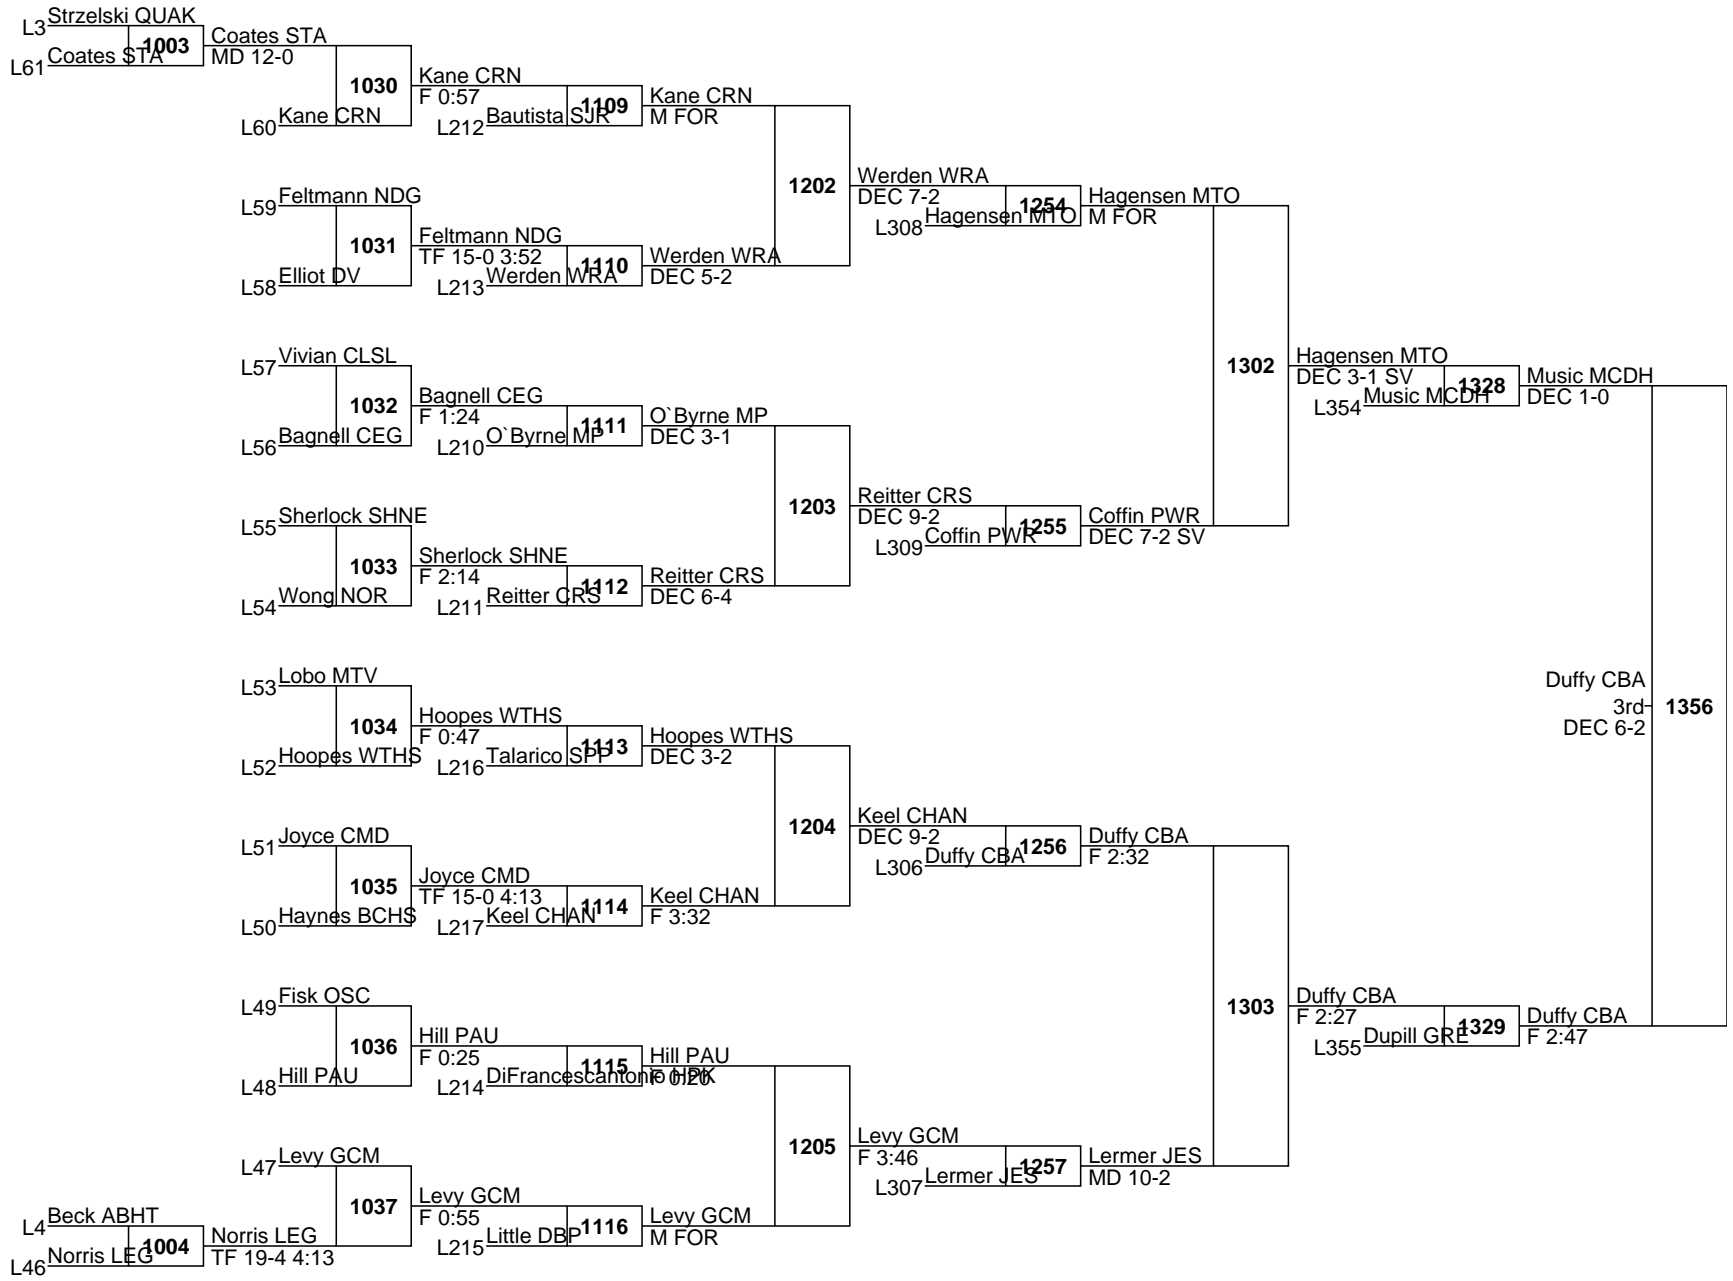 L3 Strzelski QUAK
1003
L61 Coates STA
Coates STA
MD 12-0
1030
L60 Kane CRN
Kane CRN
F 0:57
1109
L212 Bautista SJR
Kane CRN
M FOR
1202
L59 Feltmann NDG
1031
L58 Elliot DV
Feltmann NDG
TF 15-0 3:52
1110
L213 Werden WRA
Werden WRA
DEC 5-2
Werden WRA
DEC 7-2
1254
L308 Hagensen MTO
Hagensen MTO
M FOR
1302
L57 Vivian CLSL
1032
L56 Bagnell CEG
Bagnell CEG
F 1:24
1111
L210 O`Byrne MP
O`Byrne MP
DEC 3-1
1203
L55 Sherlock SHNE
1033
L54 Wong NOR
Sherlock SHNE
F 2:14
1112
L211 Reitter CRS
Reitter CRS
DEC 6-4
Reitter CRS
DEC 9-2
1255
L309 Coffin PWR
Coffin PWR
DEC 7-2 SV
Hagensen MTO
DEC 3-1 SV
1328
L354 Music MCDH
Music MCDH
DEC 1-0
L53 Lobo MTV
1034
L52 Hoopes WTHS
Hoopes WTHS
F 0:47
1113
L216 Talarico SPP
Hoopes WTHS
DEC 3-2
1204
L51 Joyce CMD
1035
L50 Haynes BCHS
Joyce CMD
TF 15-0 4:13
1114
L217 Keel CHAN
Keel CHAN
F 3:32
Keel CHAN
DEC 9-2
1256
L306 Duffy CBA
Duffy CBA
F 2:32
1303
L49 Fisk OSC
1036
L48 Hill PAU
Hill PAU
F 0:25
1115
L214 DiFrancescantonio HPK
Hill PAU
F 0:20
1205
L47 Levy GCM
1037
L4 Beck ABHT
1004
L46 Norris LEG
Norris LEG
TF 19-4 4:13
Levy GCM
F 0:55
1116
L215 Little DBP
Levy GCM
M FOR
Levy GCM
F 3:46
1257
L307 Lermer JES
Lermer JES
MD 10-2
Duffy CBA
F 2:27
1329
L355 Dupill GRE
Duffy CBA
F 2:47
Duffy CBA
3rd
DEC 6-2
1356